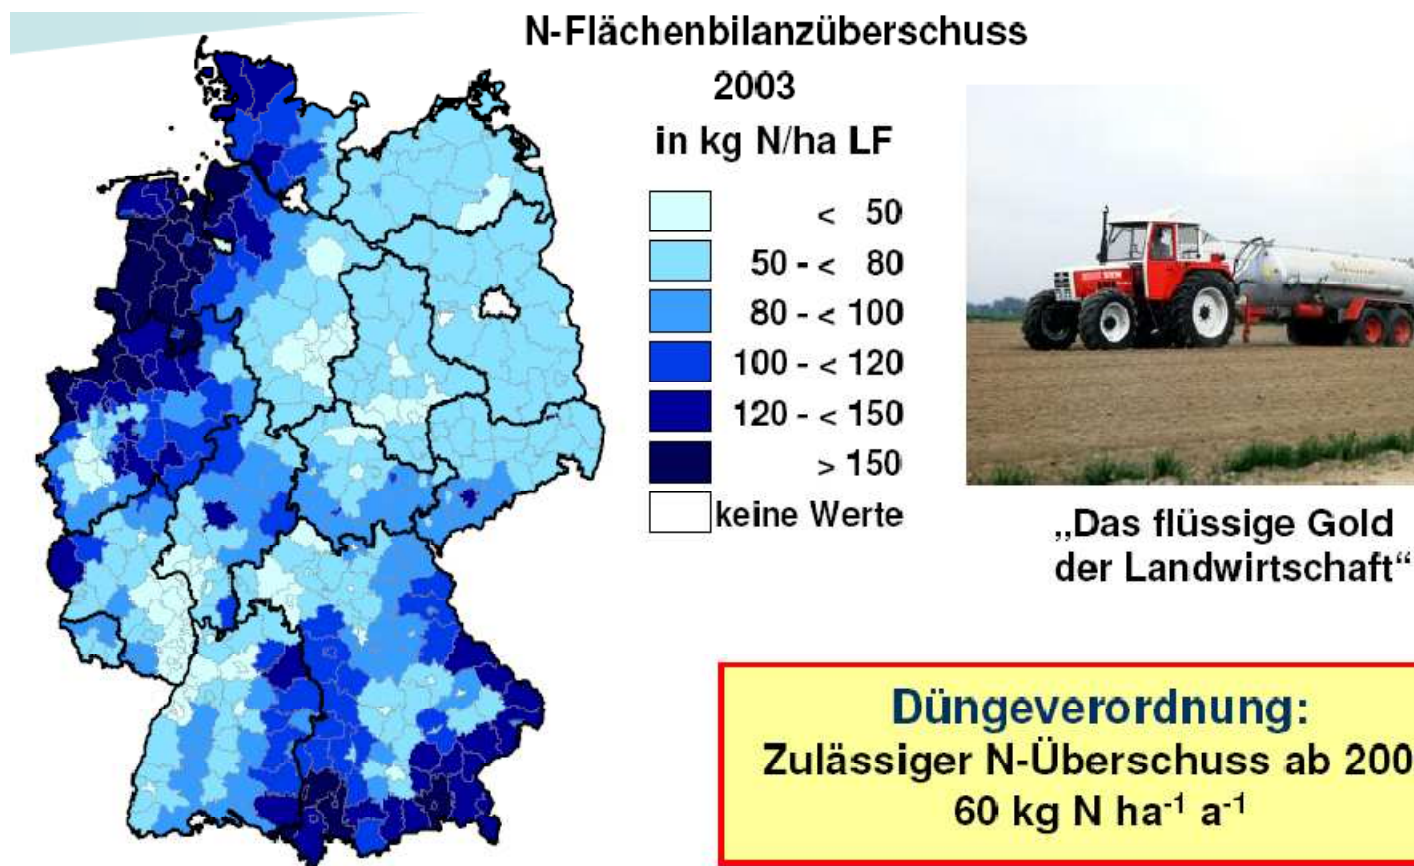 N-Flächenbilanzüberschuss
2003
in kg N/ha LF
< 50
50 - < 80
80 - < 100
100 - < 120
120 - < 150
> 150
keine Werte
„Das flüssige Gold
der Landwirtschaft“
Düngeverordnung:
Zulässiger N-Überschuss ab 200
60 kg N ha⁻¹ a⁻¹